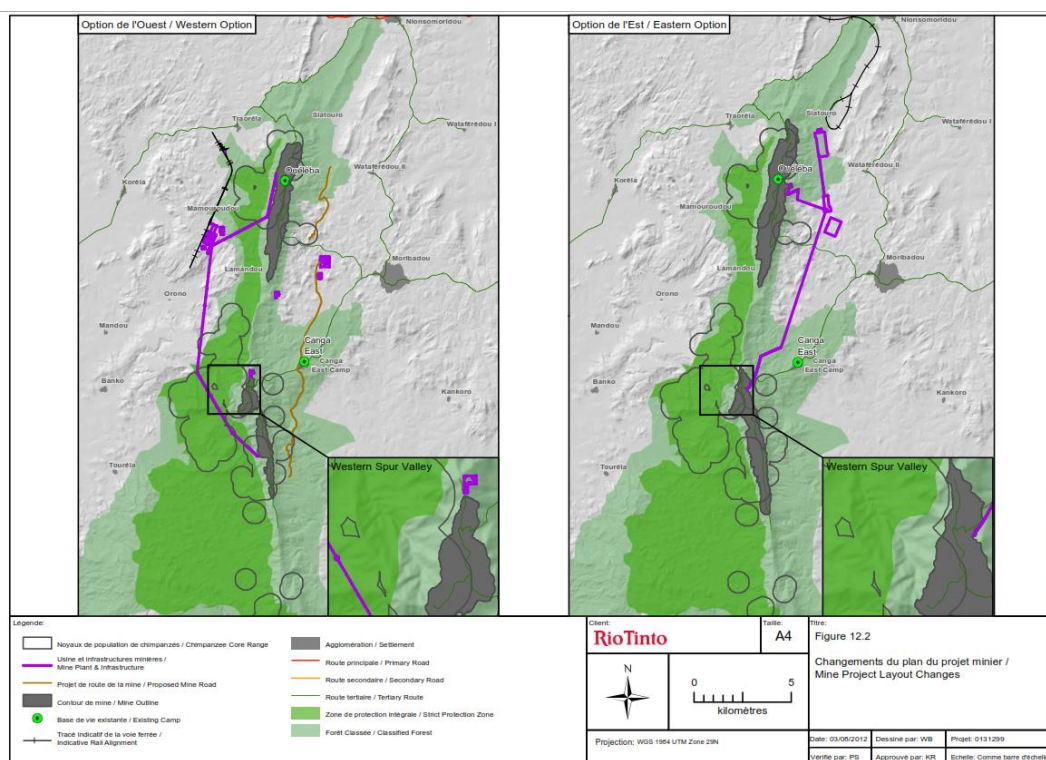 Option de l'Ouest / Western Option
Nionsomoridou
Traoréla
Siatouro
Watafèrèdou I
Ouéléba
Watafèrèdou II
Koréla
Mamouroudou
Lamandou
Moribadou
Orono
Mandou
Canga
East
Canga
East Camp
Banko
Kankoro
Touréla
Western Spur Valley
Option de l'Est / Eastern Option
Nionsomoridou
Traoréla
Siatouro
Watafèrèdou I
Ouéléba
Watafèrèdou II
Koréla
Mamouroudou
Lamandou
Moribadou
Orono
Mandou
Canga
East
Canga
East Camp
Banko
Kankoro
Touréla
Western Spur Valley
Légende:
Noyaux de population de chimpanzés / Chimpanzee Core Range
Usine et infrastructures minières /
Mine Plant & Infrastructure
Projet de route de la mine / Proposed Mine Road
Contour de mine / Mine Outline
Base de vie existante / Existing Camp
Tracé indicatif de la voie ferrée /
Indicative Rail Alignment
Agglomération / Settlement
Route principale / Primary Road
Route secondaire / Secondary Road
Route tertiaire / Tertiary Route
Zone de protection intégrale / Strict Protection Zone
Forêt Classée / Classified Forest
Client:
RioTinto
Taille:
A4
N
0 5
kilomètres
Projection: WGS 1984 UTM Zone 29N
Titre:
Figure 12.2
Changements du plan du projet minier /
Mine Project Layout Changes
Date: 03/05/2012 Dessiné par: WB Projet: 0131299
Vérifié par: PS Approuvé par: KR Echelle: Comme barre d'échelle